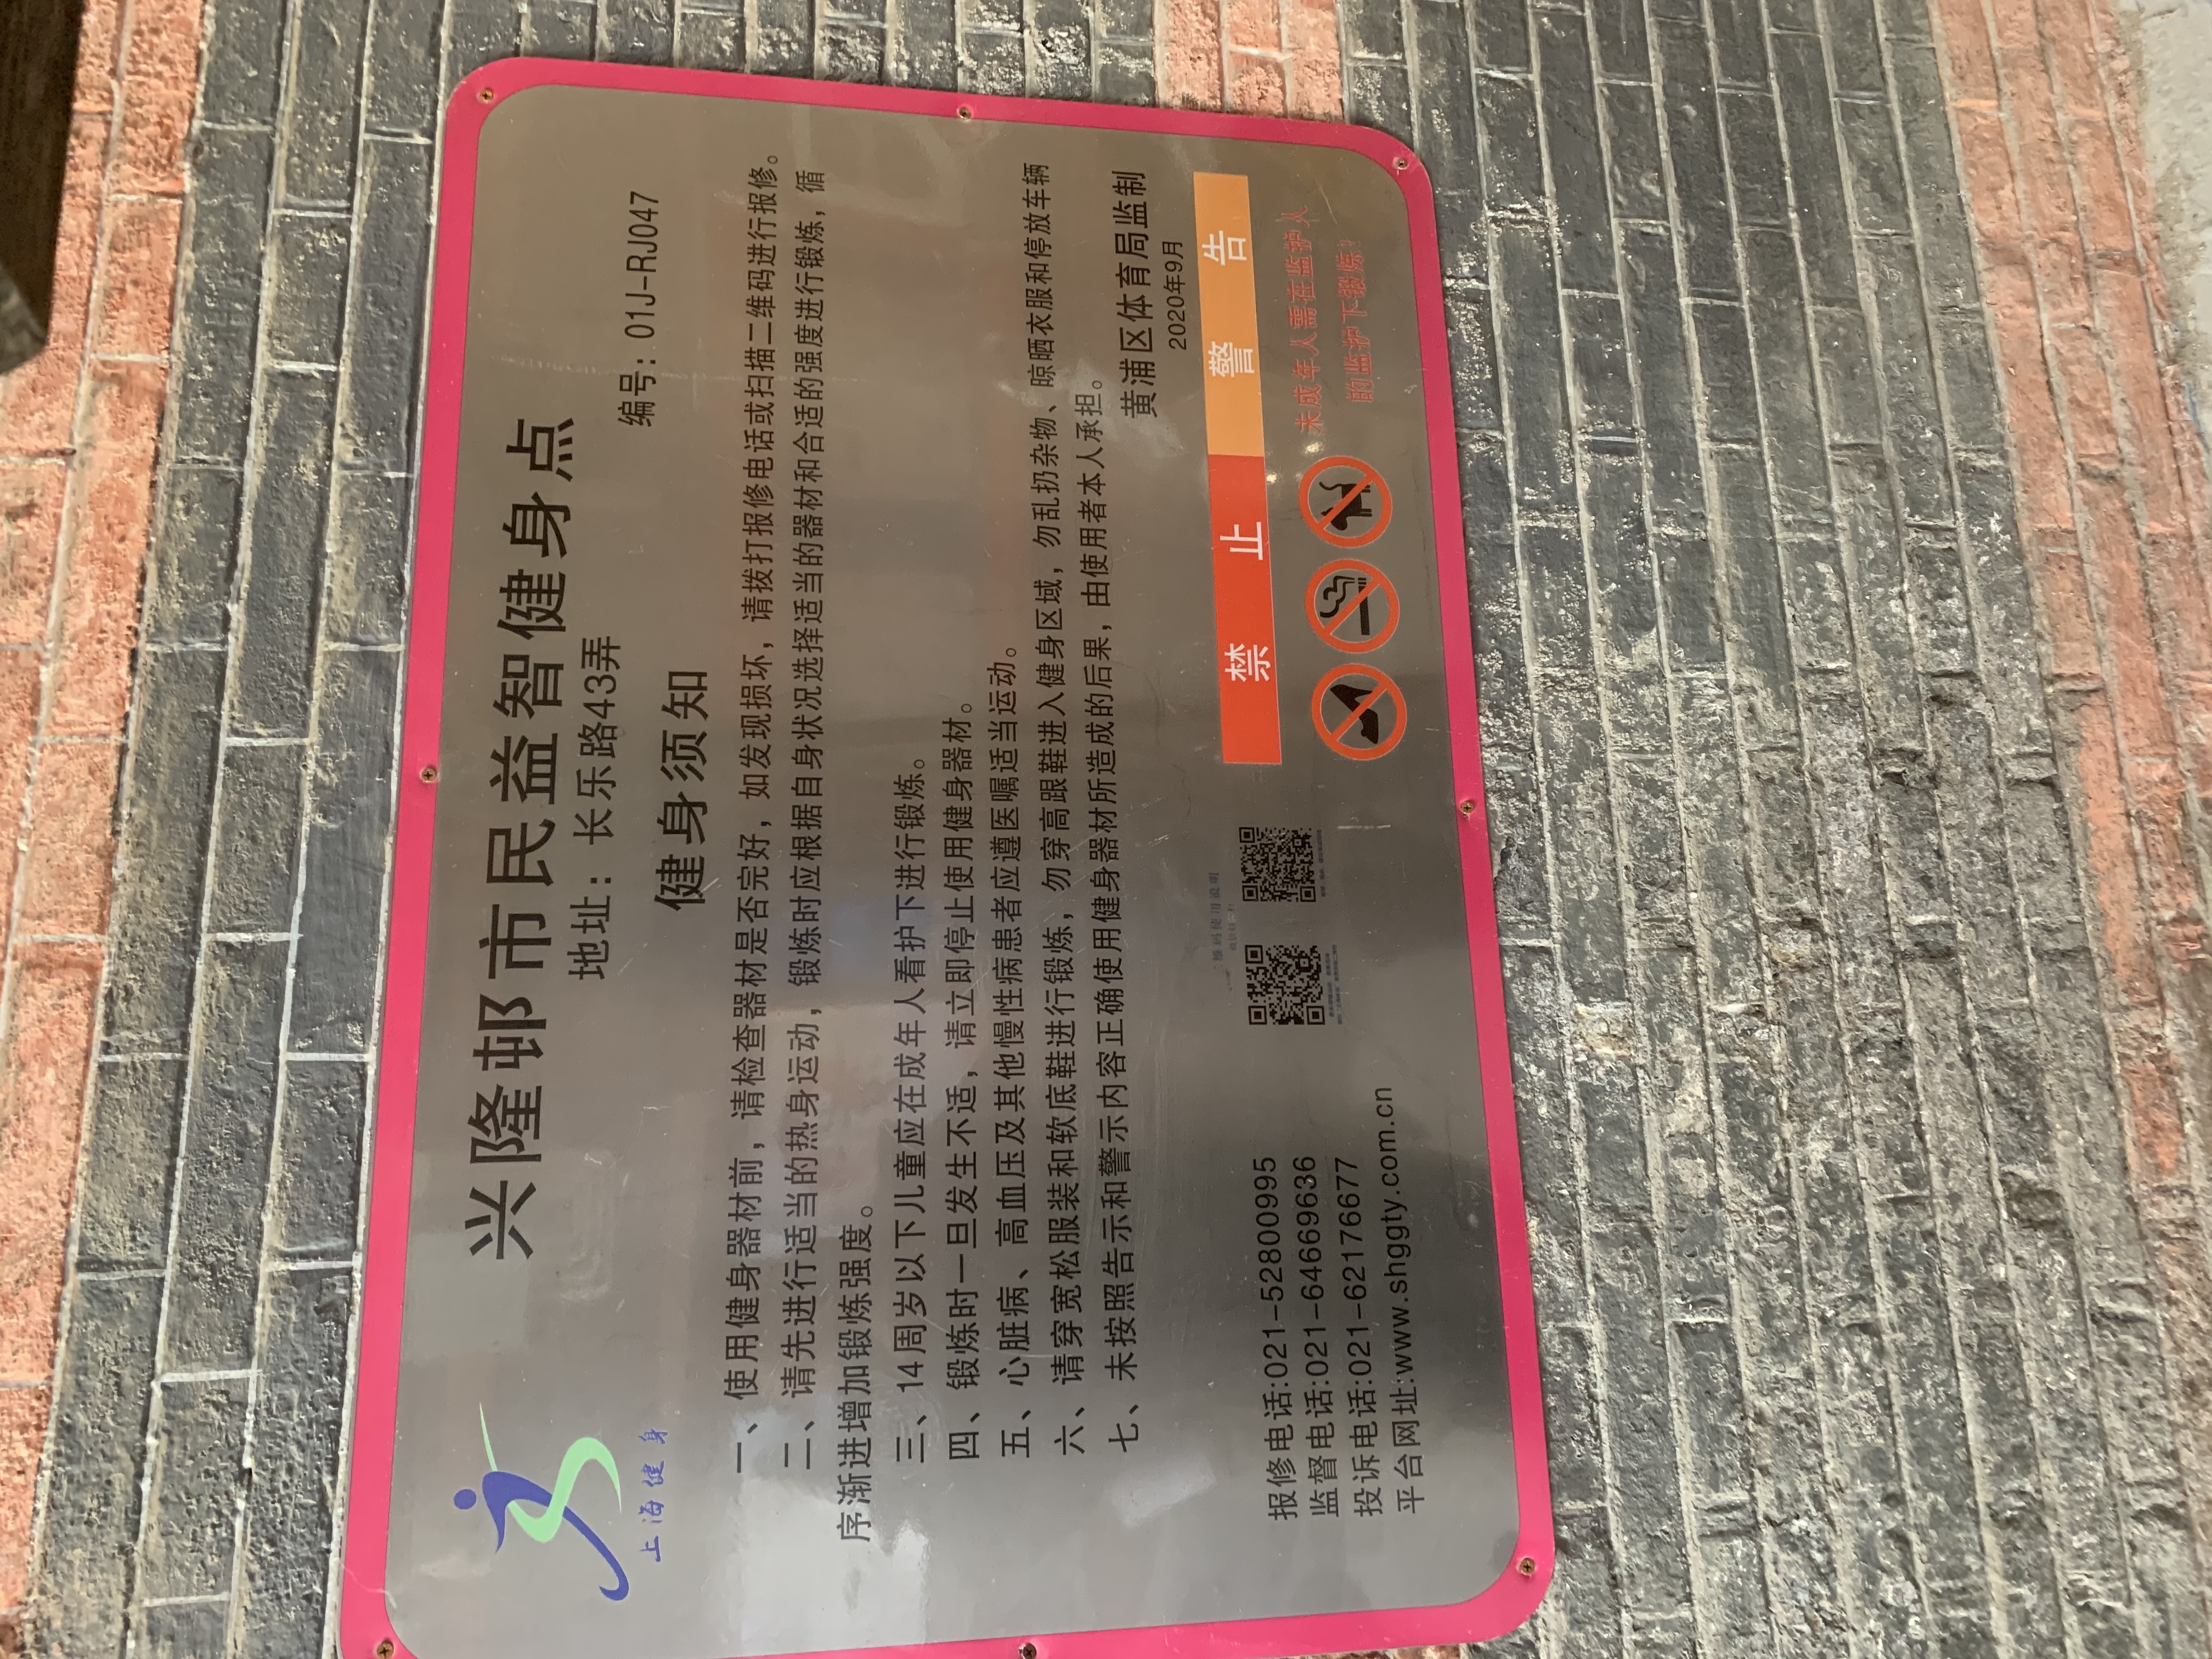 上海健身
兴隆邨市民益智健身点
地址：长乐路43弄
编号：01J-RJ047
健身须知
一、使用健身器材前，请检查器材是否完好，如发现损坏，请拨打报修电话或扫描二维码进行报修。
二、请先进行适当的热身运动，锻炼时应根据自身状况选择适当的器材和合适的强度进行锻炼，循
序渐进增加锻炼强度。
三、14周岁以下儿童应在成年人看护下进行锻炼。
四、锻炼时一旦发生不适，请立即停止使用健身器材。
五、心脏病、高血压及其他慢性病患者应遵医嘱适当运动。
六、请穿宽松服装和软底鞋进行锻炼，勿穿高跟鞋进入健身区域，勿乱扔杂物、晾晒衣服和停放车辆
七、未按照告示和警示内容正确使用健身器材所造成的后果，由使用者本人承担。
黄浦区体育局监制
2020年9月
报修电话:021-52800995
监督电话:021-64669636
投诉电话:021-62176677
平台网址:www.shggty.com.cn
二维码使用说明
禁止
警告
未成年人需在监护人
的监护下锻炼!